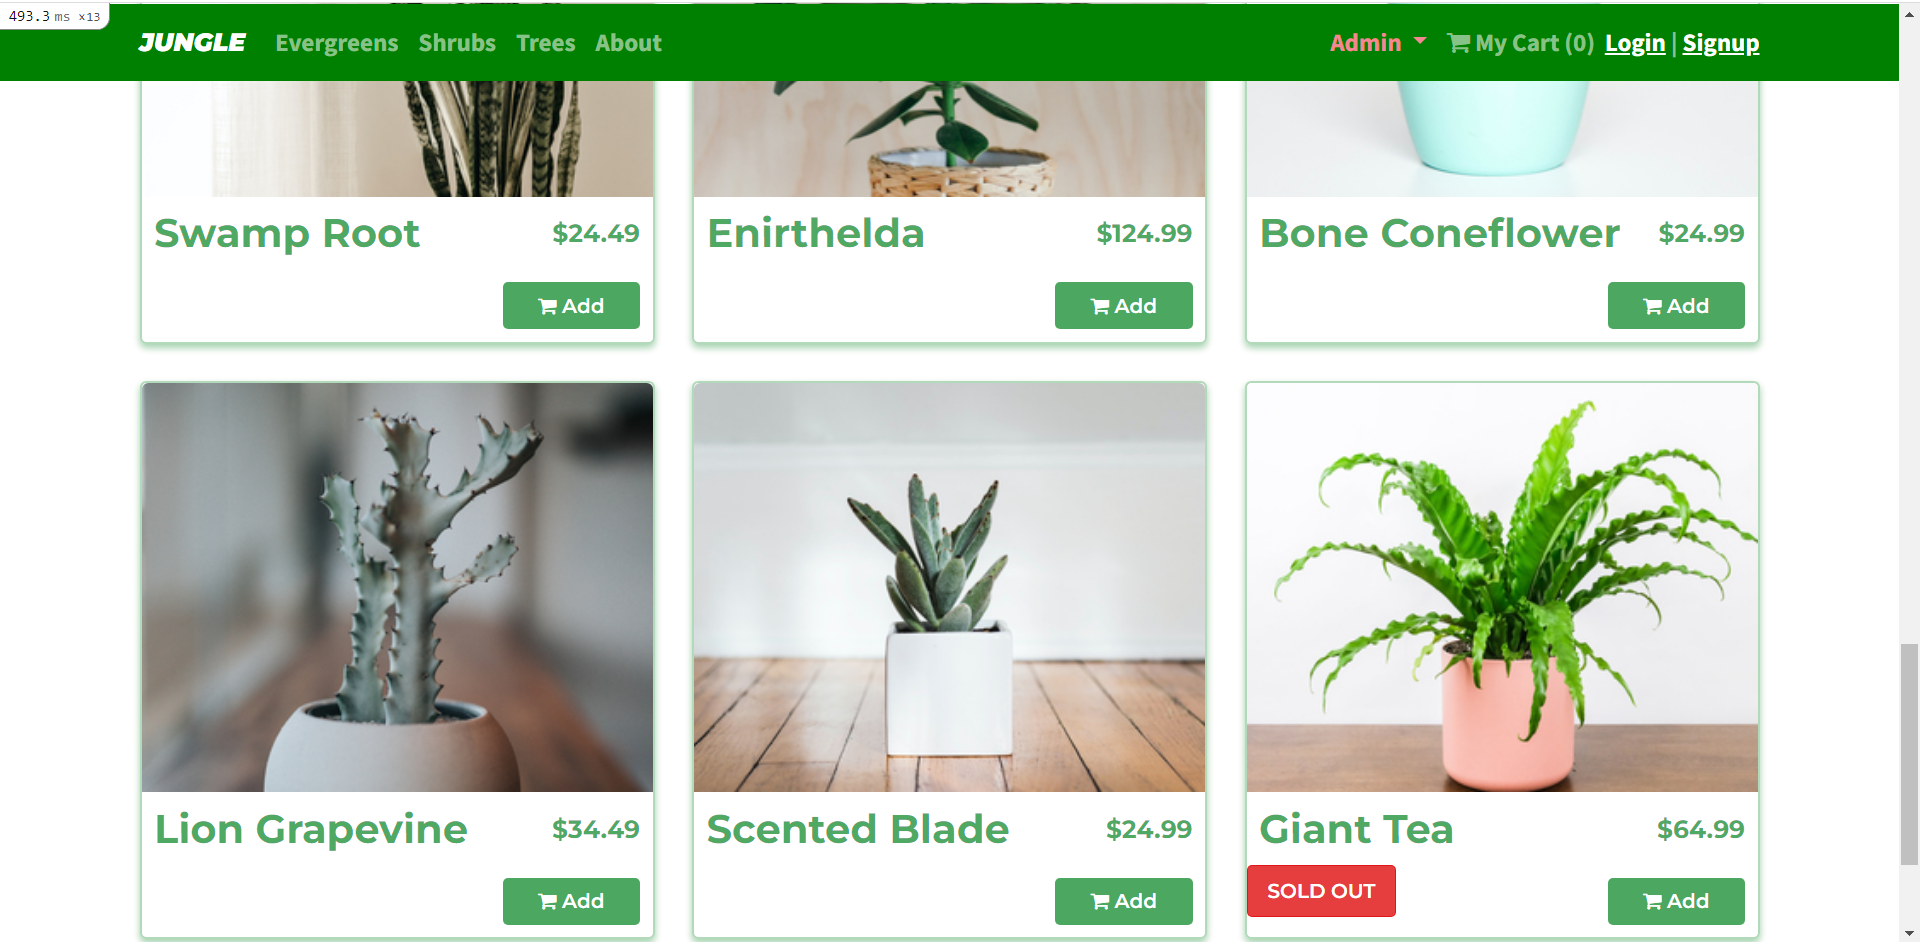 493.3 ms x13
JUNGLE Evergreens Shrubs Trees About Admin My Cart (0) Login | Signup
Swamp Root $24.49
Add
Enirthelda $124.99
Add
Bone Coneflower $24.99
Add
Lion Grapevine $34.49
Add
Scented Blade $24.99
Add
Giant Tea $64.99
SOLD OUT Add